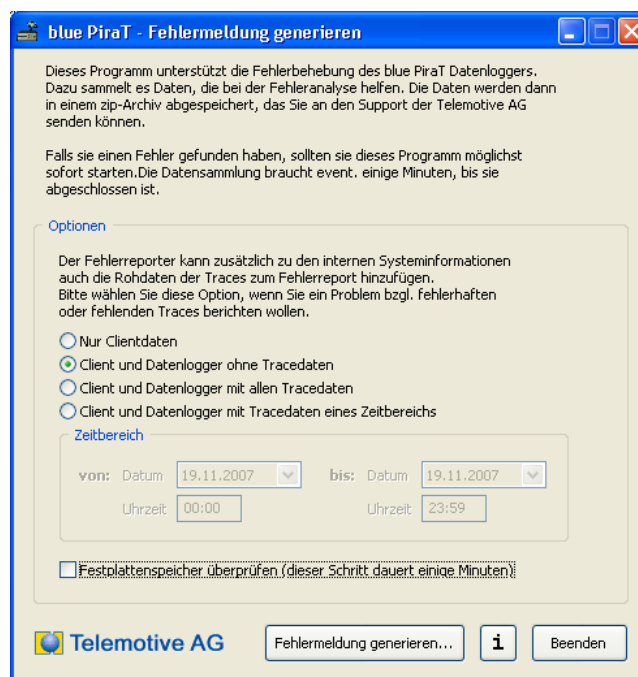 blue PiraT - Fehlermeldung generieren
Dieses Programm unterstützt die Fehlerbehebung des blue PiraT Datenloggers.
Dazu sammelt es Daten, die bei der Fehleranalyse helfen. Die Daten werden dann
in einem zip-Archiv abgespeichert, das Sie an den Support der Telemotive AG
senden können.
Falls sie einen Fehler gefunden haben, sollten sie dieses Programm möglichst
sofort starten.Die Datensammlung braucht event. einige Minuten, bis sie
abgeschlossen ist.
Optionen
Der Fehlerreporter kann zusätzlich zu den internen Systeminformationen
auch die Rohdaten der Traces zum Fehlerreport hinzufügen.
Bitte wählen Sie diese Option, wenn Sie ein Problem bzgl. fehlerhaften
oder fehlenden Traces berichten wollen.
Nur Clientdaten
Client und Datenlogger ohne Tracedaten
Client und Datenlogger mit allen Tracedaten
Client und Datenlogger mit Tracedaten eines Zeitbereichs
Zeitbereich
von: Datum 19.11.2007 bis: Datum 19.11.2007
Uhrzeit 00:00 Uhrzeit 23:59
Festplattenspeicher überprüfen (dieser Schritt dauert einige Minuten)
Telemotive AG Fehlermeldung generieren... i Beenden